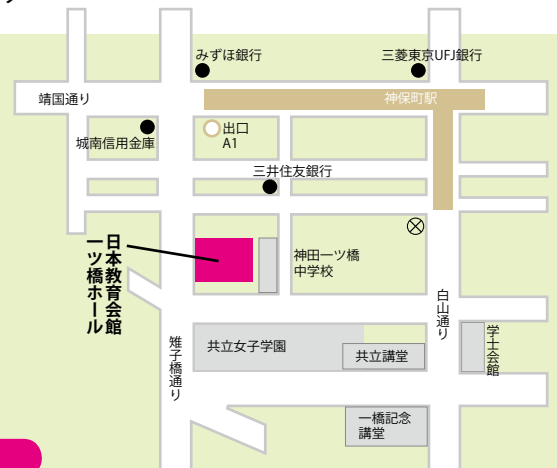 みずほ銀行
三菱東京UFJ銀行
靖国通り
神保町駅
出口
A1
城南信用金庫
三井住友銀行
日本教育会館
一ツ橋ホール
神田一ツ橋
中学校
白山通り
雉子橋通り
共立女子学園
共立講堂
学士会館
一橋記念
講堂